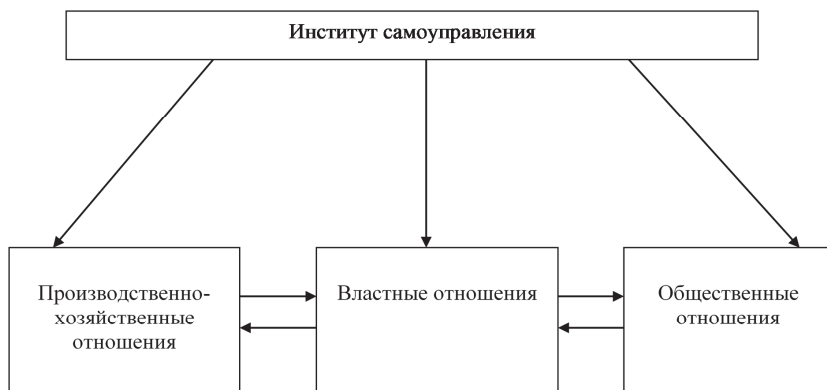 Институт самоуправления
Производственно-
хозяйственные
отношения
Властные отношения
Общественные
отношения